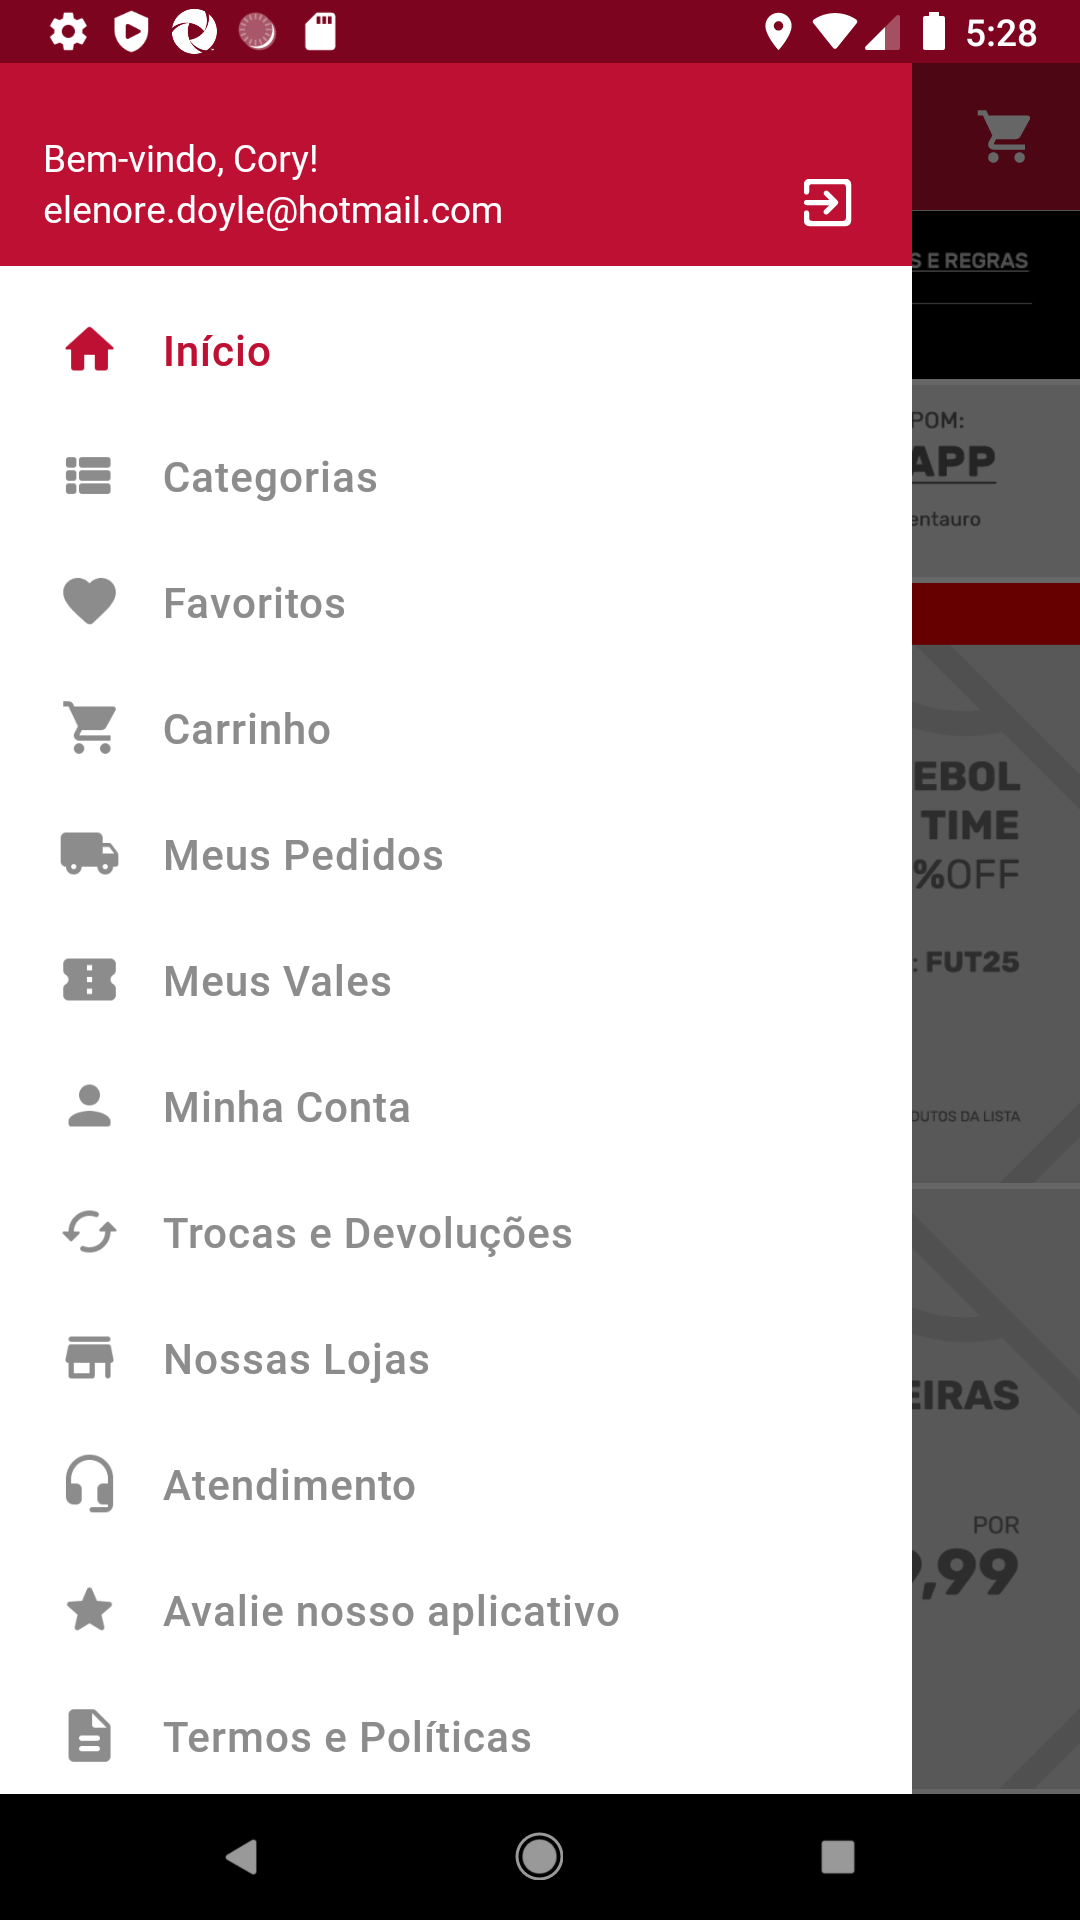 5:28
Bem-vindo, Cory!
elenore.doyle@hotmail.com
E REGRAS
Início
Categorias
Favoritos
Carrinho
Meus Pedidos
Meus Vales
Minha Conta
Trocas e Devoluções
Nossas Lojas
Atendimento
Avalie nosso aplicativo
Termos e Políticas
POM:
APP
entauro
EBOL
TIME
%OFF
: FUT25
DUTOS DA LISTA
EIRAS
POR
9,99